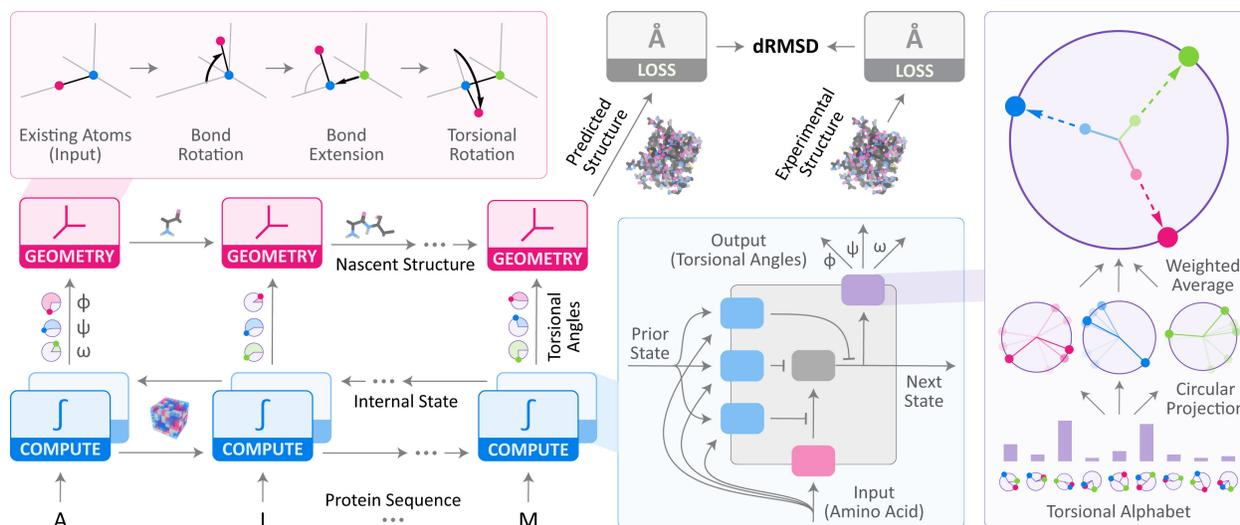 Existing Atoms
(Input)
Bond
Rotation
Bond
Extension
Torsional
Rotation
Å
LOSS
dRMSD
Å
LOSS
Predicted
Structure
Experimental
Structure
GEOMETRY
GEOMETRY
Nascent Structure
...
GEOMETRY
ϕ
ψ
ω
Torsional
Angles
∫
COMPUTE
∫
COMPUTE
...
Internal State
...
∫
COMPUTE
Protein Sequence
...
A
M
Output
(Torsional Angles)
ϕ
ψ
ω
Prior
State
Next
State
Input
(Amino Acid)
Weighted
Average
Circular
Projection
Torsional Alphabet